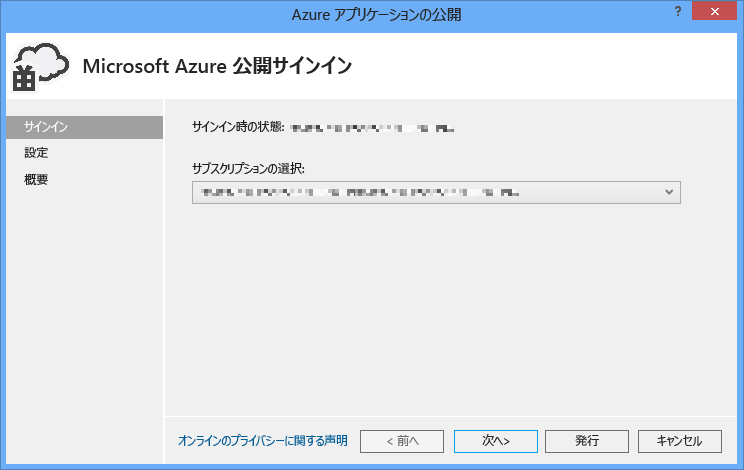 Azure アプリケーションの公開
?
Microsoft Azure 公開サインイン
サインイン
設定
概要
サインイン時の状態:
サブスクリプションの選択:
オンラインのプライバシーに関する声明
< 前へ
次へ>
発行
キャンセル